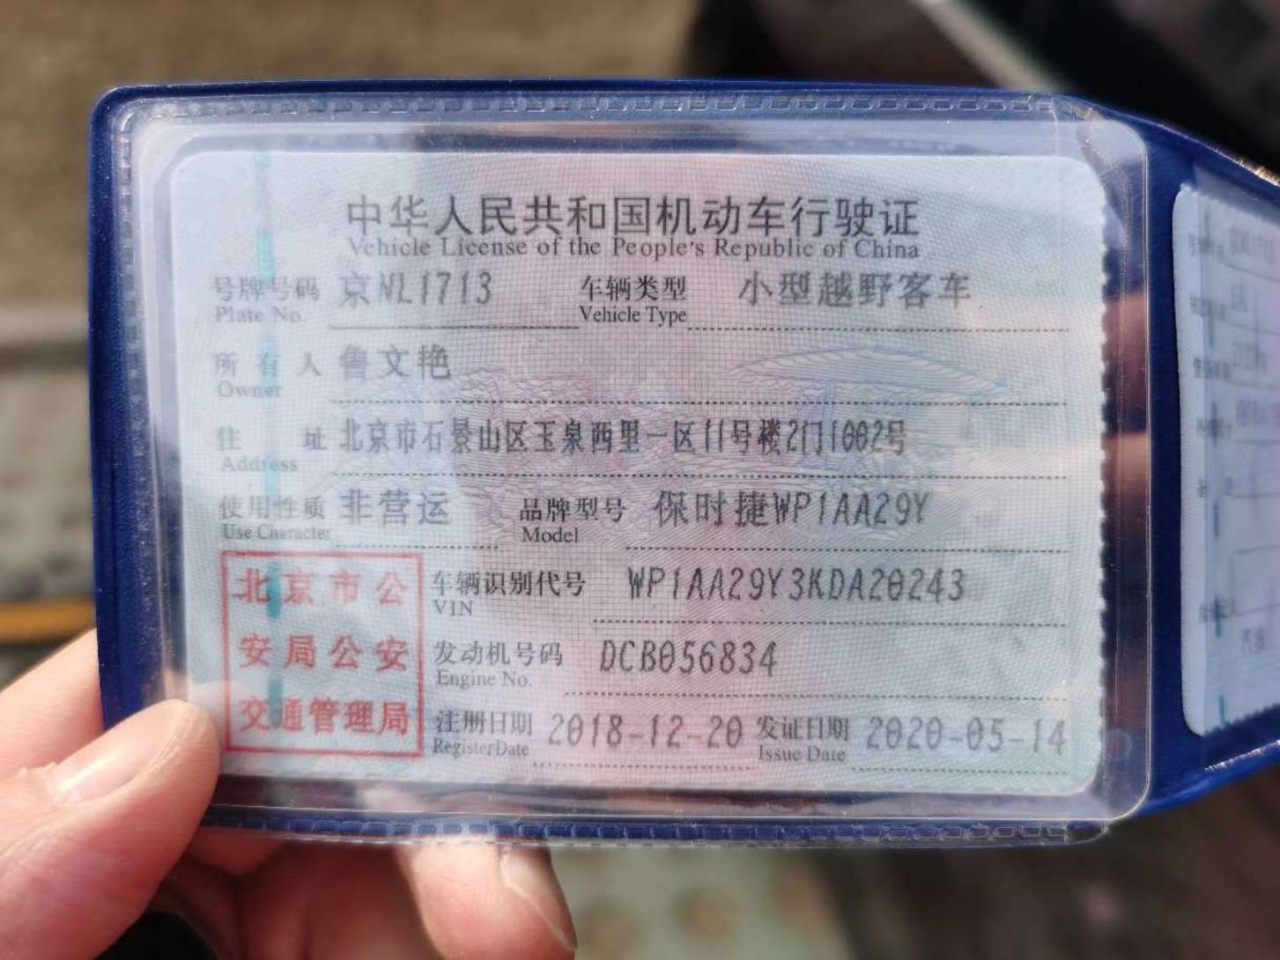 中华人民共和国机动车行驶证
Vehicle License of the People's Republic of China
号牌号码 京NL1713 车辆类型 小型越野客车
Plate No. Vehicle Type
所有人 鲁文艳
Owner
住址 北京市石景山区玉泉西里一区11号楼2门1002号
Address
使用性质 非营运 品牌型号 保时捷WP1AA29Y
Use Character Model
北京市公
安局公安
交通管理局
车辆识别代号 WP1AA29Y3KDA20243
VIN
发动机号码 DCB056834
Engine No.
注册日期 2018-12-20 发证日期 2020-05-14
Register Date Issue Date